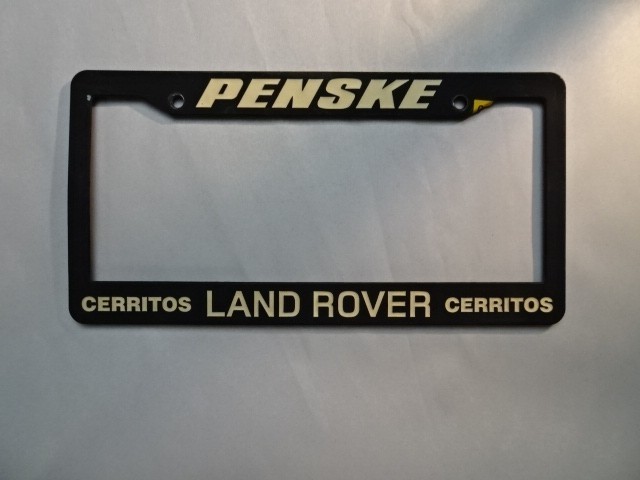 PENSKE
CERRITOS LAND ROVER CERRITOS